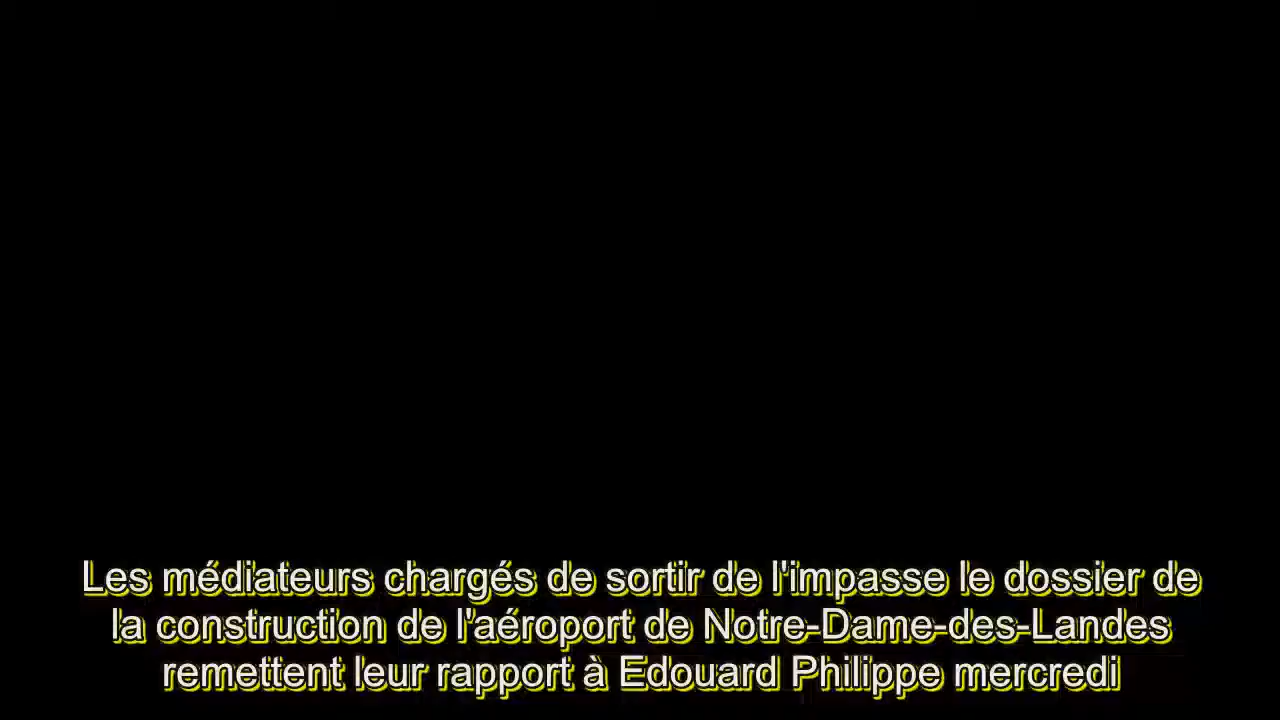 Les médiateurs chargés de sortir de l'impasse le dossier de
la construction de l'aéroport de Notre-Dame-des-Landes
remettent leur rapport à Edouard Philippe mercredi